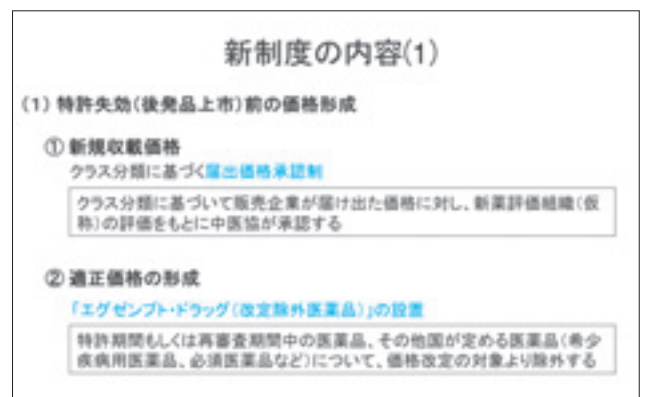 新制度の内容(1)
(1) 特許失効(後発品上市)前の価格形成
① 新規収載価格
クラス分類に基づく届出価格承認制
クラス分類に基づいて販売企業が届け出た価格に対し、新薬評価組織(仮
称)の評価をもとに中医協が承認する
② 適正価格の形成
「エグゼンプト・ドラッグ(改定除外医薬品)」の設置
特許期間もしくは再審査期間中の医薬品、その他国が定める医薬品(希少
疾病用医薬品、必須医薬品など)について、価格改定の対象より除外する